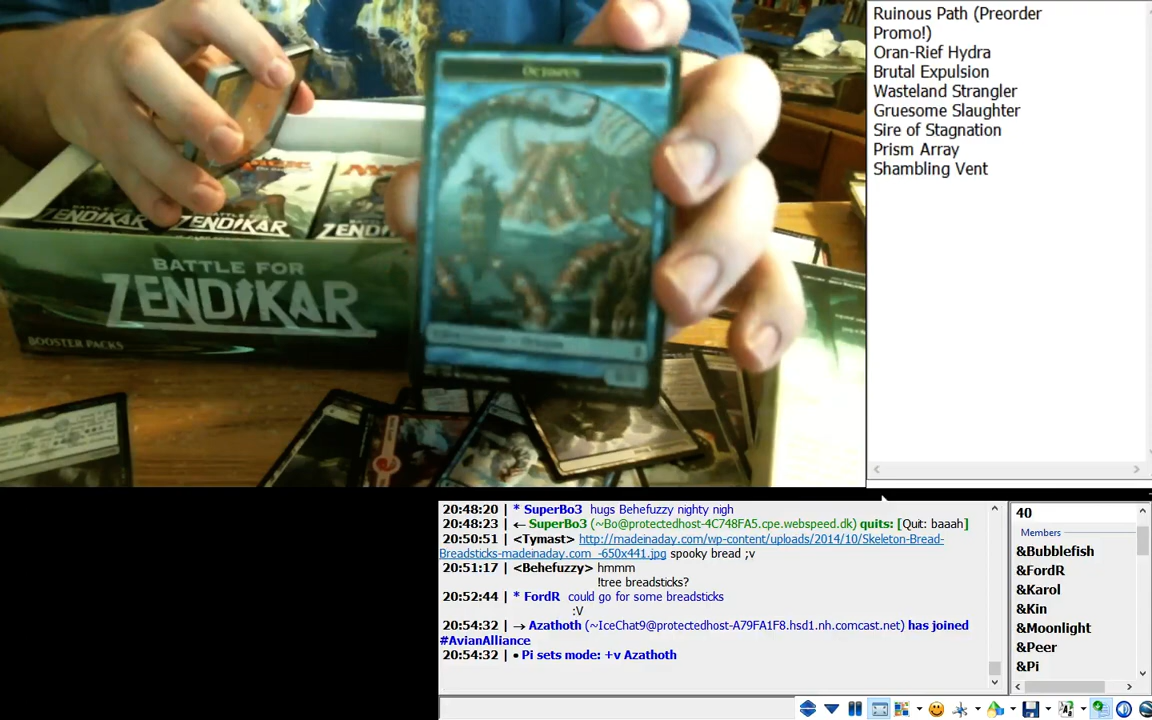 Ruinous Path (Preorder
Promo!)
Oran-Rief Hydra
Brutal Expulsion
Wasteland Strangler
Gruesome Slaughter
Sire of Stagnation
Prism Array
Shambling Vent
OCTOPUS
ZENDIKAR
ZENDIKAR
BATTLE FOR
ZENDIKAR
BOOSTER PACKS
20:48:20 | * SuperBo3 hugs Behefuzzy nighty nigh
20:48:23 | ← SuperBo3 (~Bo@protectedhost-4C748FA5.cpe.webspeed.dk) quits: [Quit: baaah]
20:50:51 | <Tymast> http://madeinaday.com/wp-content/uploads/2014/10/Skeleton-Bread-
Breadsticks-madeinaday.com_-650x441.jpg spooky bread ;v
20:51:17 | <Behefuzzy> hmmm
!tree breadsticks?
20:52:44 | * FordR could go for some breadsticks
:V
20:54:32 | → Azathoth (~IceChat9@protectedhost-A79FA1F8.hsd1.nh.comcast.net) has joined
#AvianAlliance
20:54:32 | • Pi sets mode: +v Azathoth
40
Members
&Bubblefish
&FordR
&Karol
&Kin
&Moonlight
&Peer
&Pi